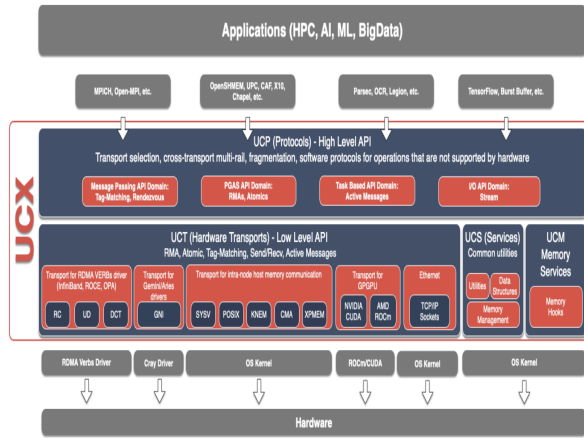 Applications (HPC, AI, ML, BigData)
MPICH, Open-MPI, etc.
OpenSHMEM, UPC, CAF, X10,
Chapel, etc.
Parsec, OCR, Legion, etc.
TensorFlow, Burst Buffer, etc.
UCX
UCP (Protocols) - High Level API
Transport selection, cross-transport multi-rail, fragmentation, software protocols for operations that are not supported by hardware
Message Passing API Domain:
Tag-Matching, Rendezvous
PGAS API Domain:
RMAs, Atomics
Task Based API Domain:
Active Messages
I/O API Domain:
Stream
UCT (Hardware Transports) - Low Level API
RMA, Atomic, Tag-Matching, Send/Recv, Active Messages
Transport for RDMA VERBs driver
(InfiniBand, ROCE, OPA)
RC
UD
DCT
Transport for
Gemini/Aries
drivers
GNI
Transport for intra-node host memory communication
SYSV
POSIX
KNEM
CMA
XPMEM
Transport for
GPGPU
NVIDIA
CUDA
AMD
ROCm
Ethernet
TCP/IP
Sockets
UCS (Services)
Common utilities
Utilities
Data
Structures
Memory
Management
UCM
Memory
Services
Memory
Hooks
RDMA Verbs Driver
Cray Driver
OS Kernel
ROCm/CUDA
OS Kernel
OS Kernel
Hardware